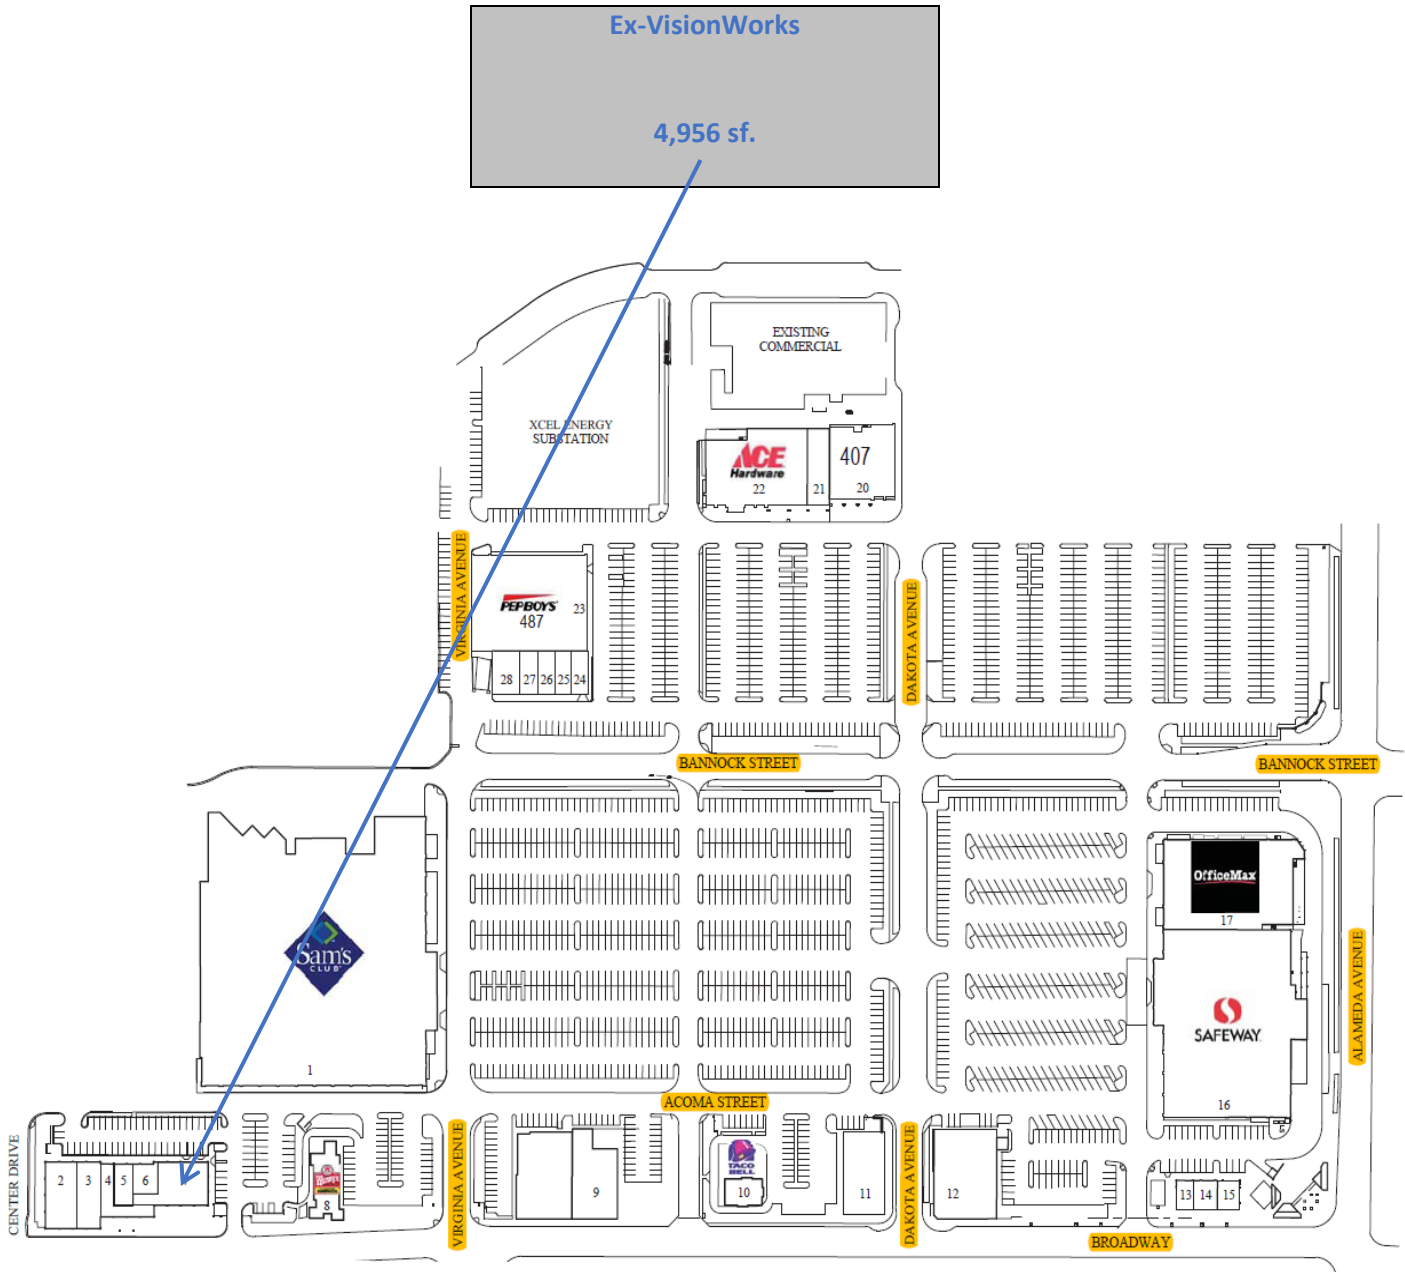 Ex-VisionWorks
4,956 sf.
EXISTING
COMMERCIAL
XCEL ENERGY
SUBSTATION
ACE
Hardware
22
21
407
20
VIRGINIA AVENUE
PEPBOYS
487
23
28
27
26
25
24
DAKOTA AVENUE
BANNOCK STREET
BANNOCK STREET
OfficeMax
17
Sam's
CLUB
1
SAFEWAY
16
ALAMEDA AVENUE
ACOMA STREET
CENTER DRIVE
2
3
4
5
6
8
VIRGINIA AVENUE
9
TACO
BELL
10
11
DAKOTA AVENUE
12
13
14
15
BROADWAY